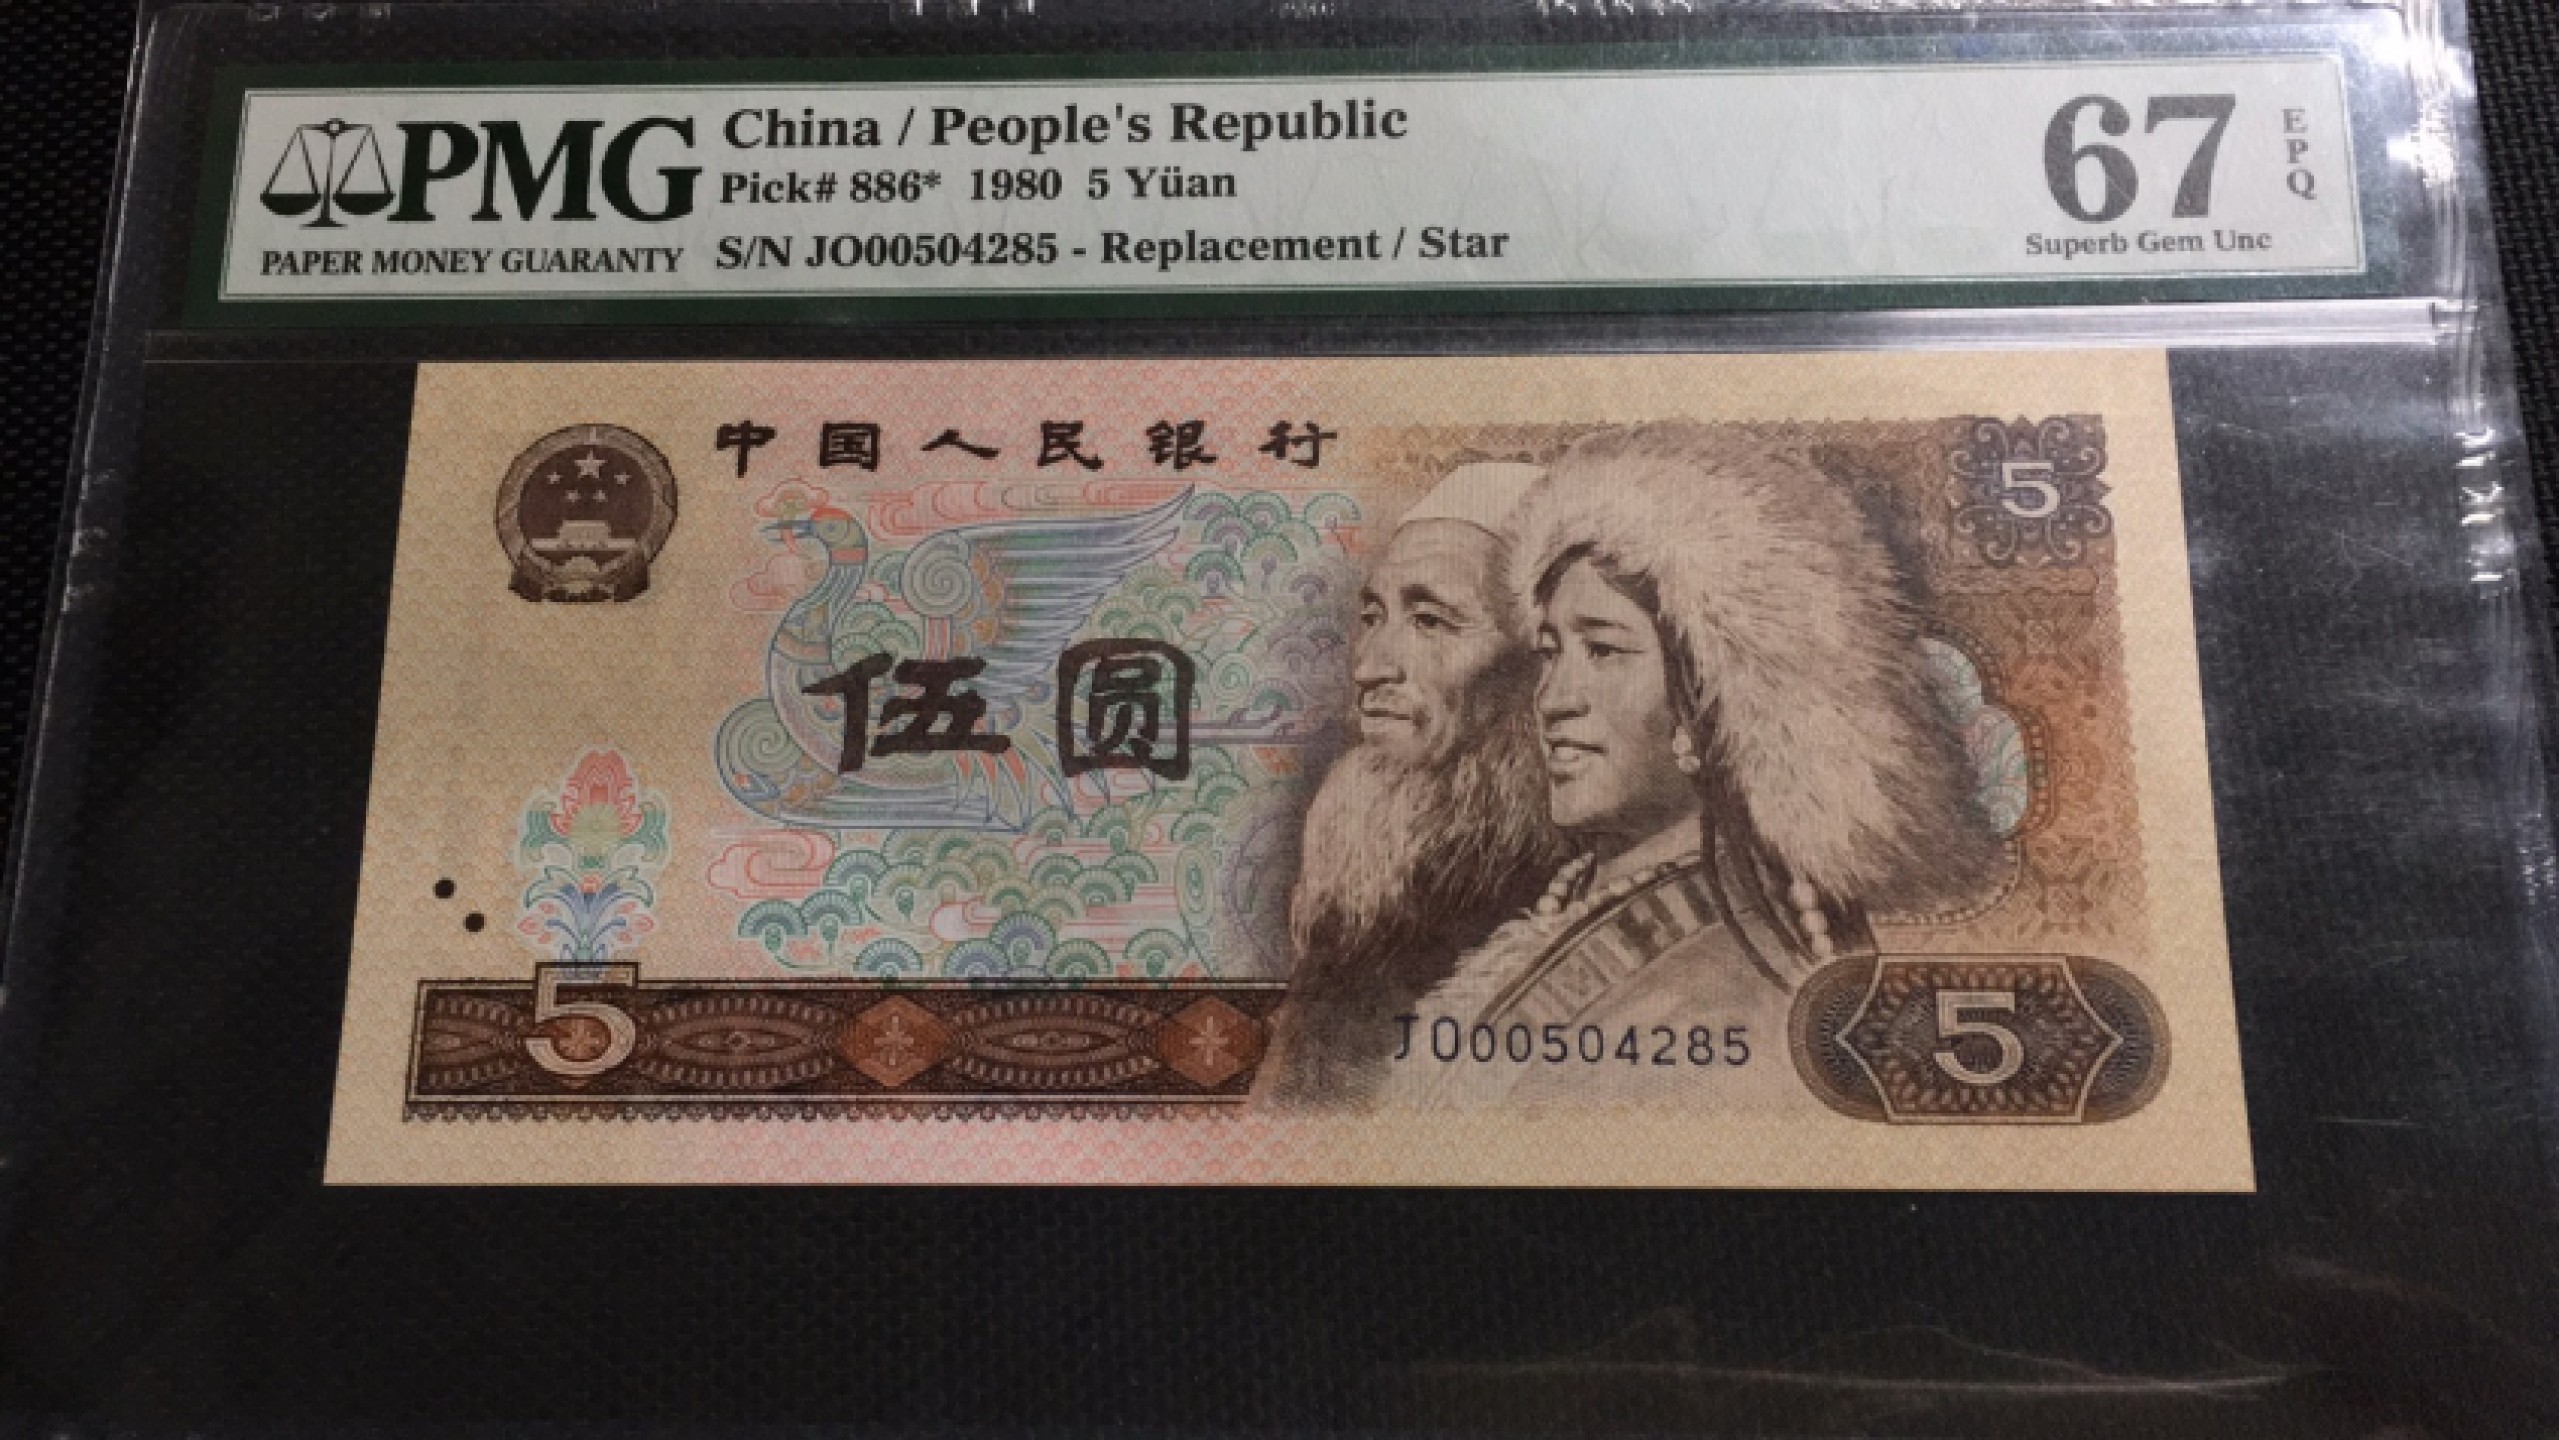 PMG
PAPER MONEY GUARANTY
China / People's Republic
Pick# 886* 1980 5 Yüan
S/N JO00504285 - Replacement / Star
67
EPQ
Superb Gem Unc
中国人民银行
5
伍圆
5
JO00504285
5